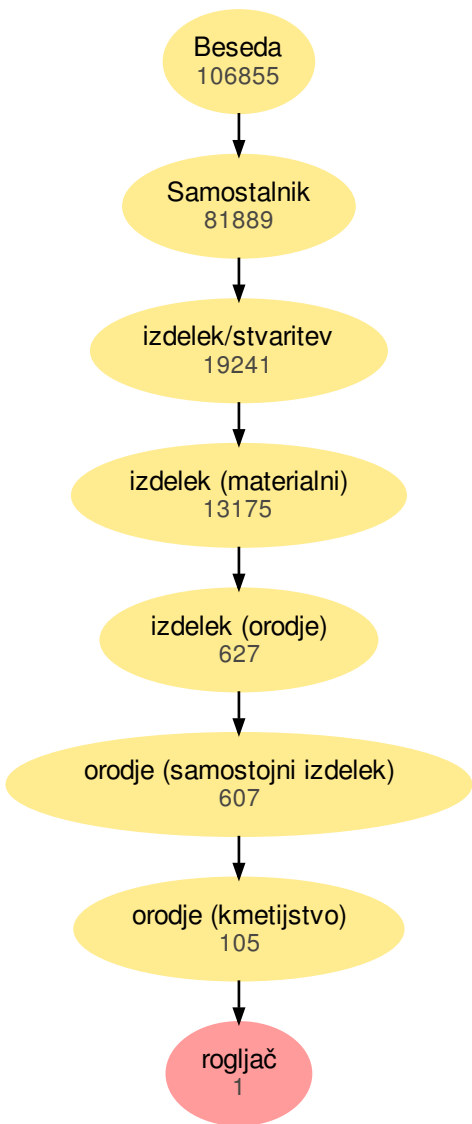 Beseda
106855
Samostalnik
81889
izdelek/stvaritev
19241
izdelek (materialni)
13175
izdelek (orodje)
627
orodje (samostojni izdelek)
607
orodje (kmetijstvo)
105
rogljač
1